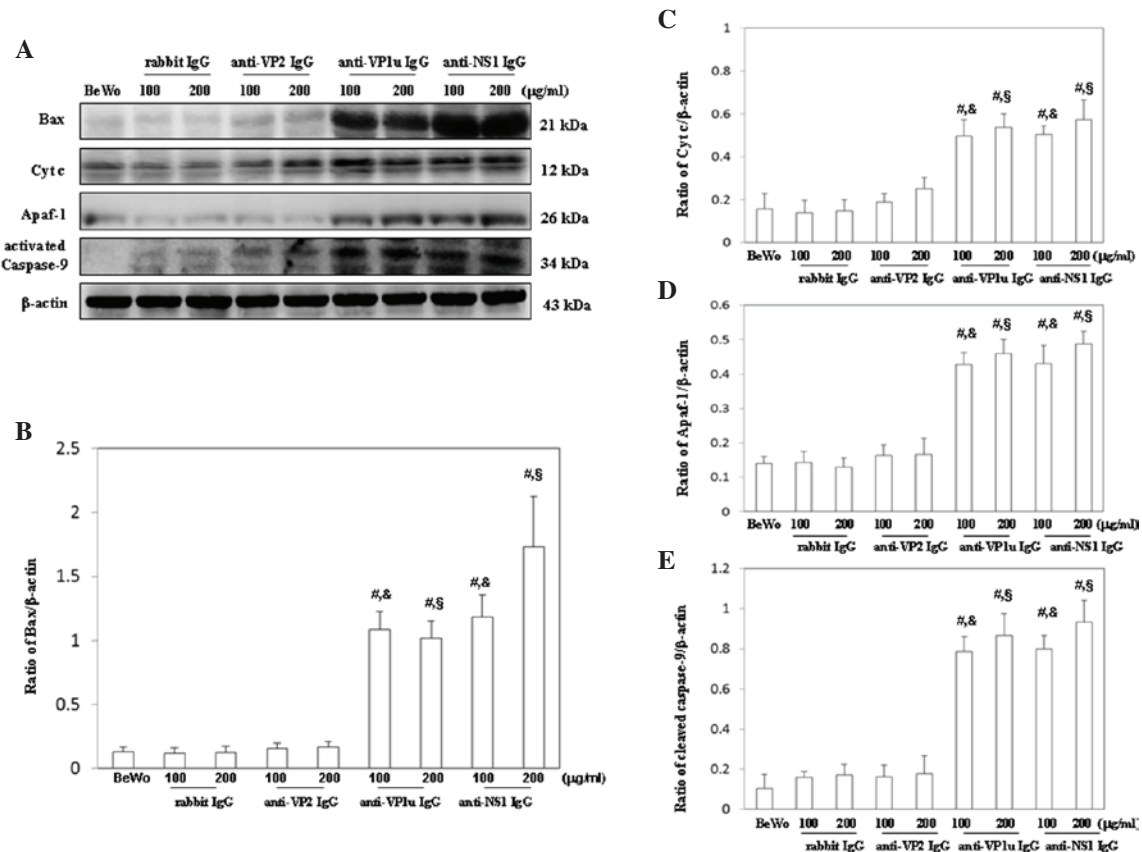 A
rabbit IgG anti-VP2 IgG anti-VP1u IgG anti-NS1 IgG
BeWo 100 200 100 200 100 200 100 200 (μg/ml)
Bax 21 kDa
Cyt c 12 kDa
Apaf-1 26 kDa
activated
Caspase-9 34 kDa
β-actin 43 kDa
B
Ratio of Bax/β-actin
2.5
2
1.5
1
0.5
0
#,& #,§ #,& #,§
BeWo 100 200 100 200 100 200 100 200 (μg/ml)
rabbit IgG anti-VP2 IgG anti-VP1u IgG anti-NS1 IgG
C
Ratio of Cyt c/β-actin
1
0.8
0.6
0.4
0.2
0
#,& #,§ #,& #,§
BeWo 100 200 100 200 100 200 100 200 (μg/ml)
rabbit IgG anti-VP2 IgG anti-VP1u IgG anti-NS1 IgG
D
Ratio of Apaf-1/β-actin
0.6
0.5
0.4
0.3
0.2
0.1
0
#,& #,§ #,& #,§
BeWo 100 200 100 200 100 200 100 200 (μg/ml)
rabbit IgG anti-VP2 IgG anti-VP1u IgG anti-NS1 IgG
E
Ratio of cleaved caspase-9/β-actin
1.2
1
0.8
0.6
0.4
0.2
0
#,& #,§ #,& #,§
BeWo 100 200 100 200 100 200 100 200 (μg/ml)
rabbit IgG anti-VP2 IgG anti-VP1u IgG anti-NS1 IgG